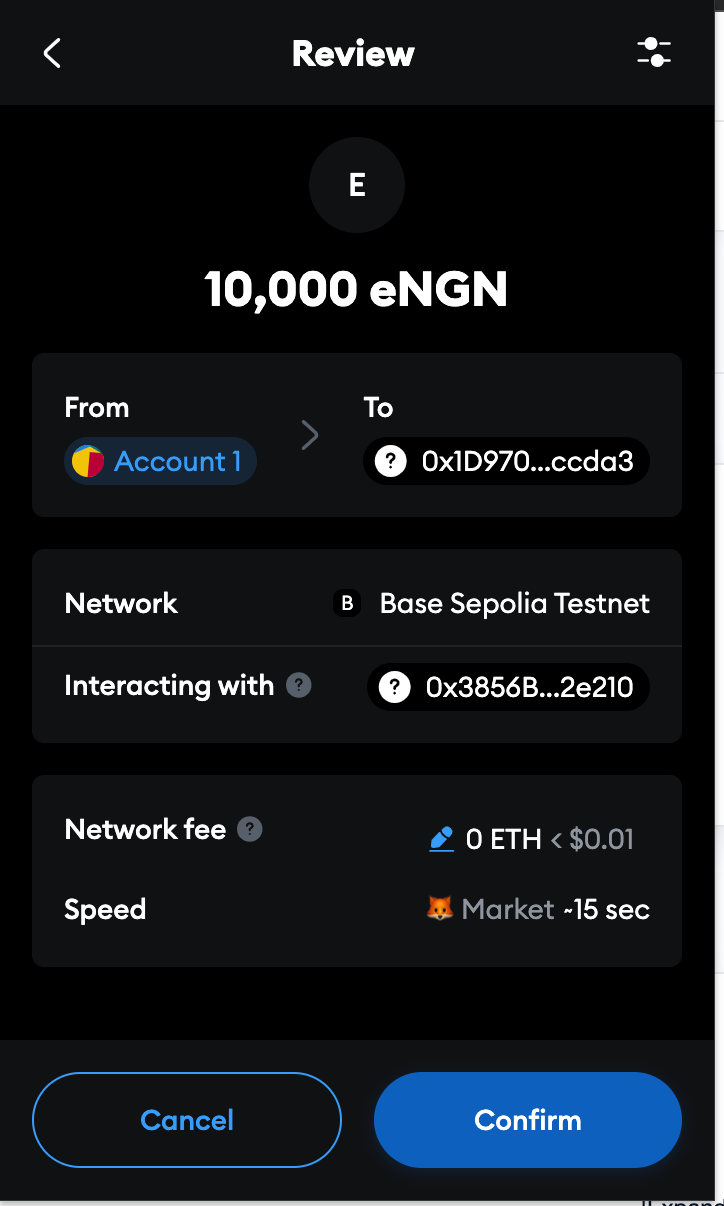 Review
E
10,000 eNGN
From
To
Account 1
0x1D970...ccda3
Network
B Base Sepolia Testnet
Interacting with ?
? 0x3856B...2e210
Network fee ?
0 ETH < $0.01
Speed
Market ~15 sec
Cancel
Confirm